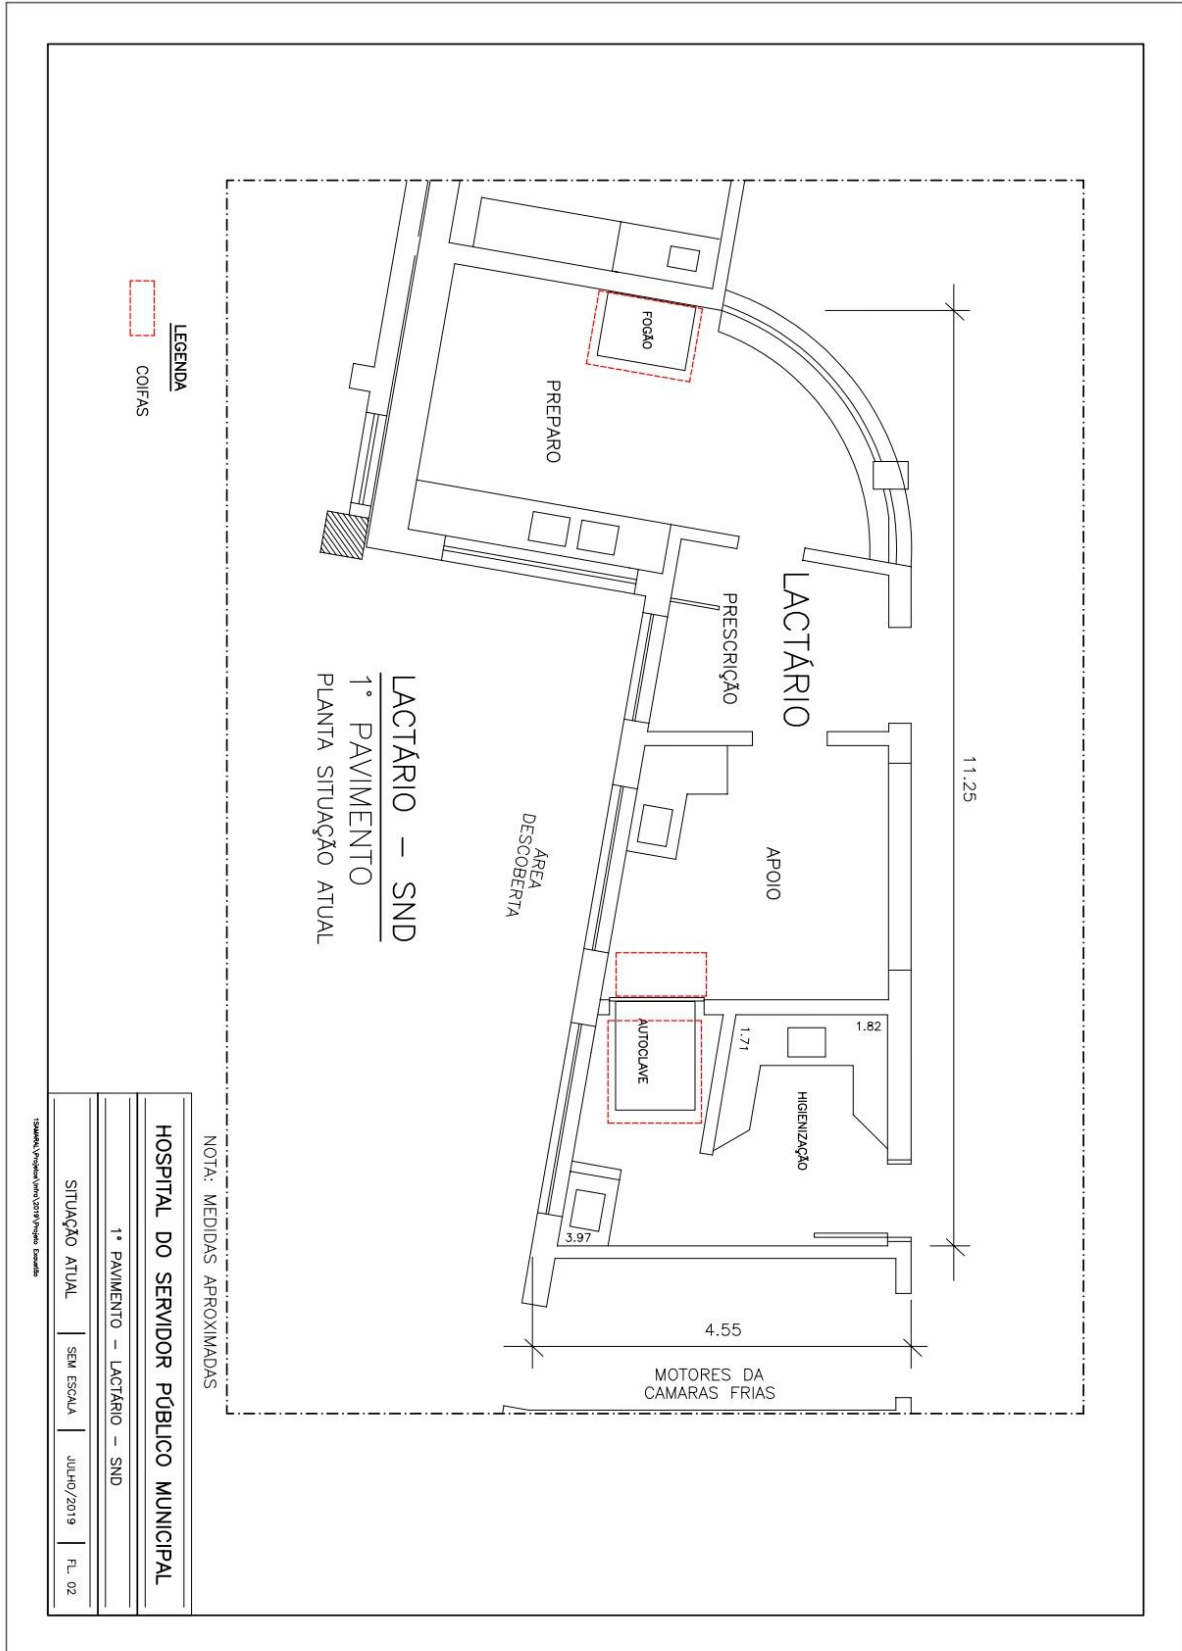 11.25
LACTÁRIO
FOGÃO
PREPARO
PRESCRIÇÃO
APOIO
1.82
1.71
HIGIENIZAÇÃO
AUTOCLAVE
3.97
4.55
MOTORES DA
CAMARAS FRIAS
ÁREA
DESCOBERTA
LACTÁRIO – SND
1° PAVIMENTO
PLANTA SITUAÇÃO ATUAL
LEGENDA
COIFAS
NOTA: MEDIDAS APROXIMADAS
HOSPITAL DO SERVIDOR PÚBLICO MUNICIPAL
1° PAVIMENTO – LACTÁRIO – SND
SITUAÇÃO ATUAL
SEM ESCALA
JULHO/2019
FL. 02